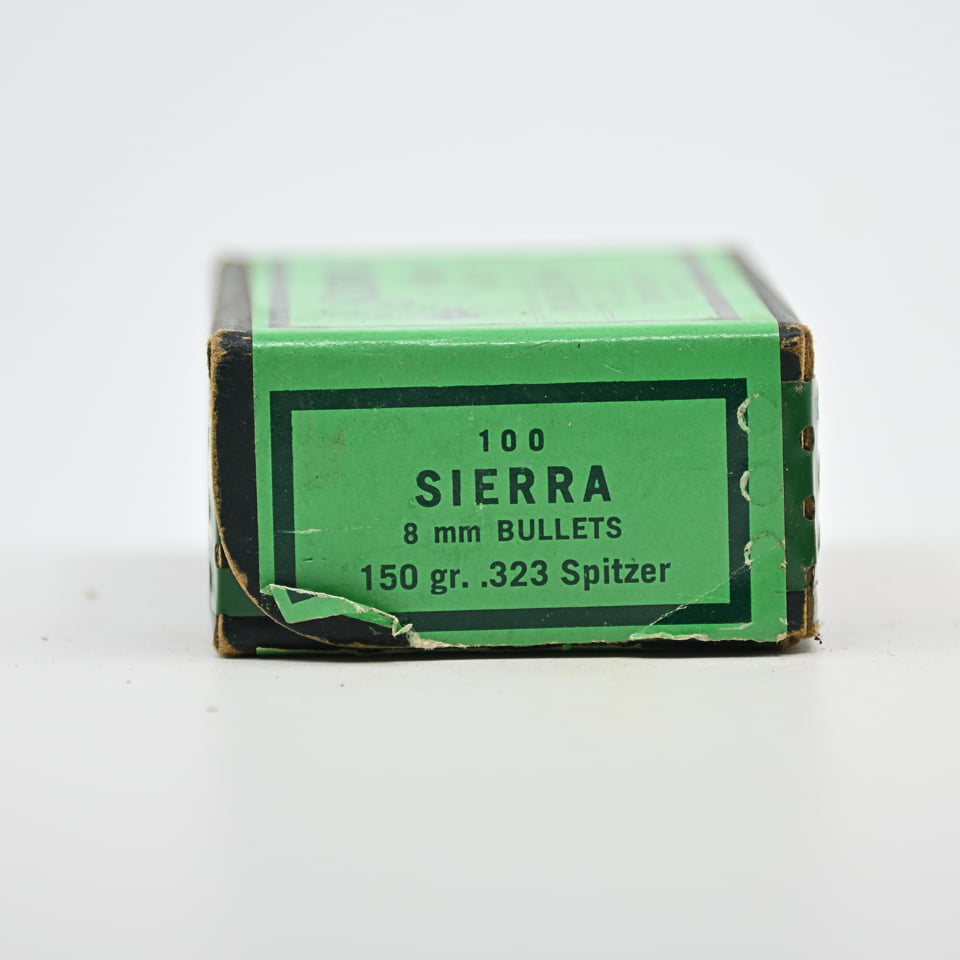 100
SIERRA
8 mm BULLETS
150 gr. .323 Spitzer